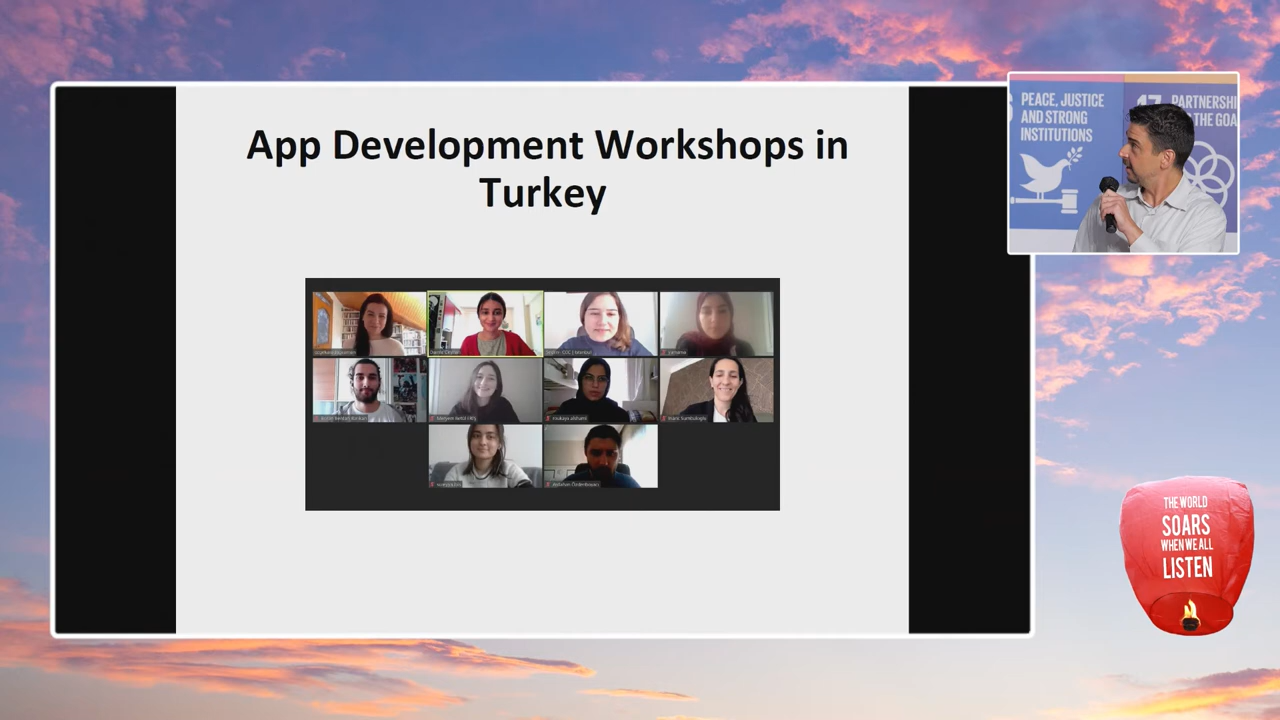 App Development Workshops in
Turkey
PEACE, JUSTICE
AND STRONG
INSTITUTIONS
17 PARTNERSHI
THE GOA
THE WORLD
SOARS
WHEN WE ALL
LISTEN